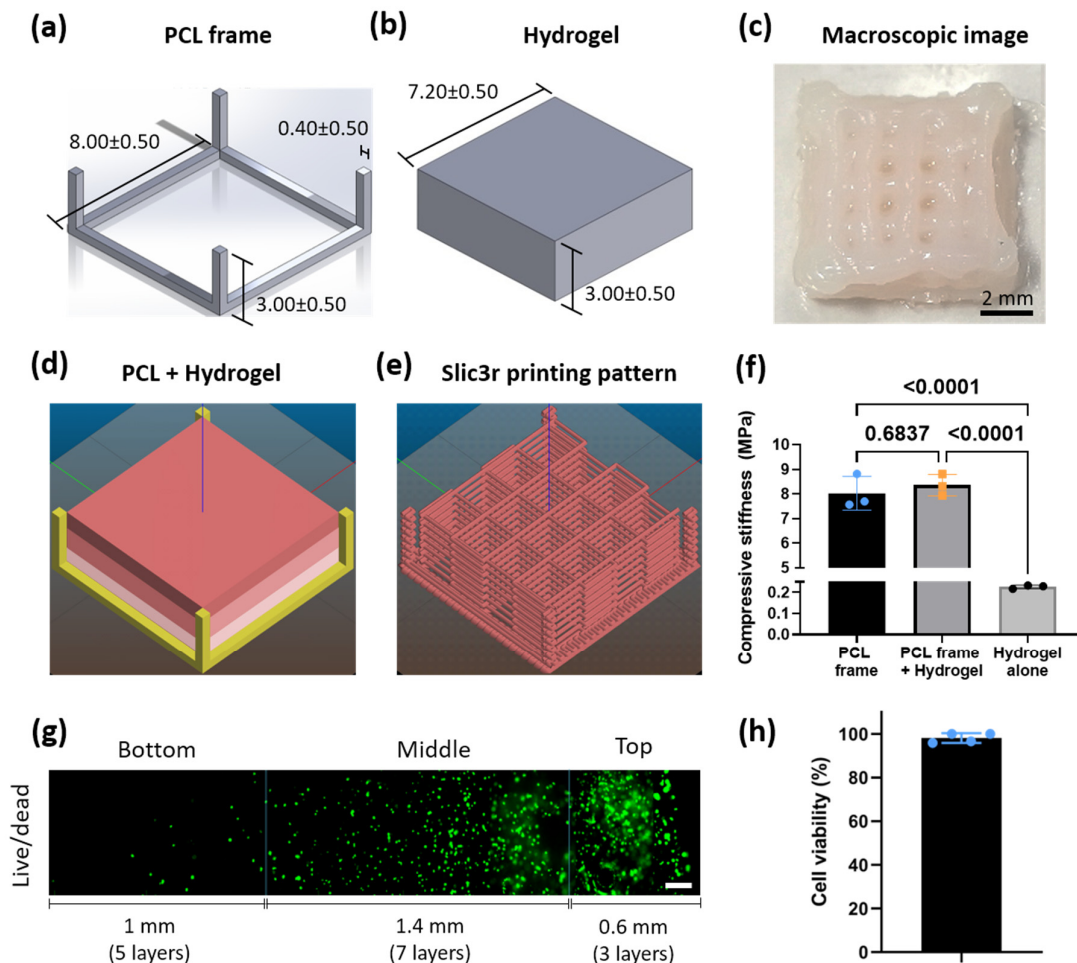 (a)
PCL frame
8.00±0.50
0.40±0.50
3.00±0.50
(b)
Hydrogel
7.20±0.50
3.00±0.50
(c)
Macroscopic image
2 mm
(d)
PCL + Hydrogel
(e)
Slic3r printing pattern
(f)
<0.0001
0.6837
<0.0001
Compressive stiffness (MPa)
10
9
8
7
6
5
0.2
0.0
PCL
frame
PCL frame
+ Hydrogel
Hydrogel
alone
(g)
Bottom
Middle
Top
Live/dead
1 mm
(5 layers)
1.4 mm
(7 layers)
0.6 mm
(3 layers)
(h)
Cell viability (%)
100
80
60
40
20
0